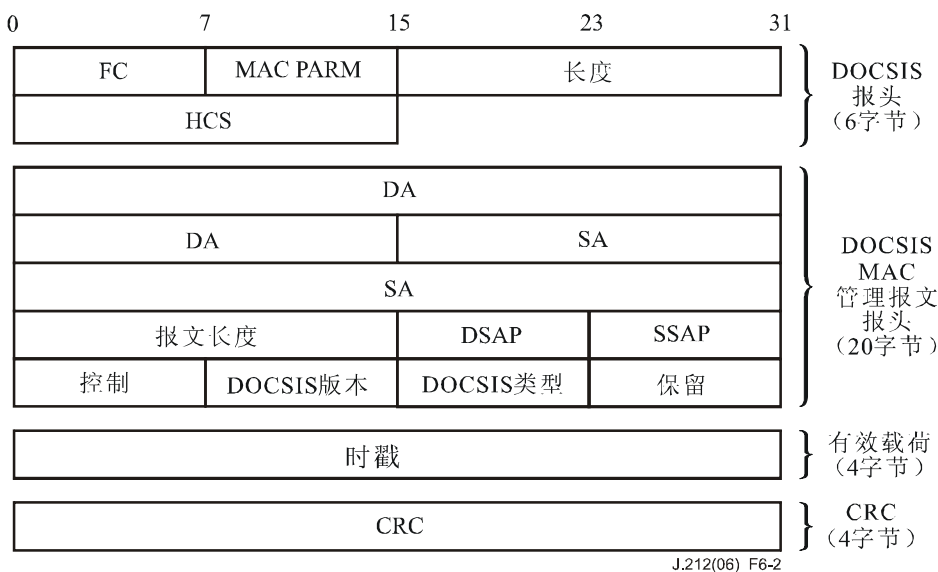 0 7 15 23 31
FC MAC PARM 长度
HCS
DOCSIS
报头
（6字节）
DA
DA SA
SA
报文长度 DSAP SSAP
控制 DOCSIS版本 DOCSIS类型 保留
DOCSIS
MAC
管理报文
报头
（20字节）
时戳
有效载荷
（4字节）
CRC
CRC
（4字节）
J.212(06) F6-2